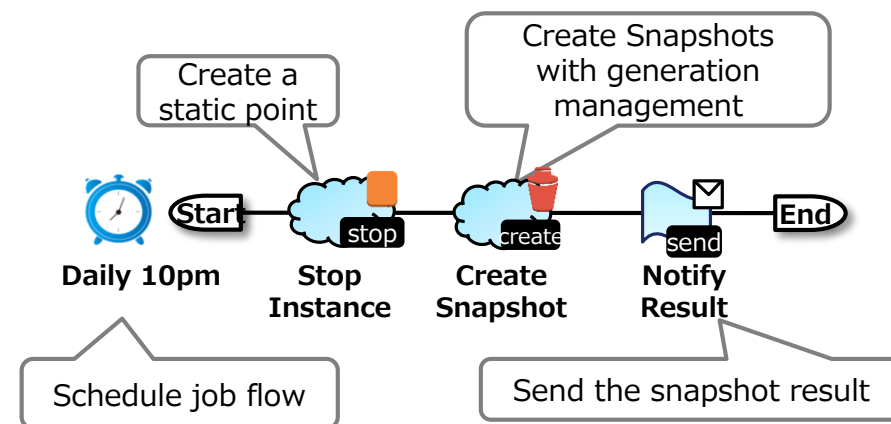 Create a
static point
Create Snapshots
with generation
management
Start
stop
create
send
End
Daily 10pm
Stop
Instance
Create
Snapshot
Notify
Result
Schedule job flow
Send the snapshot result